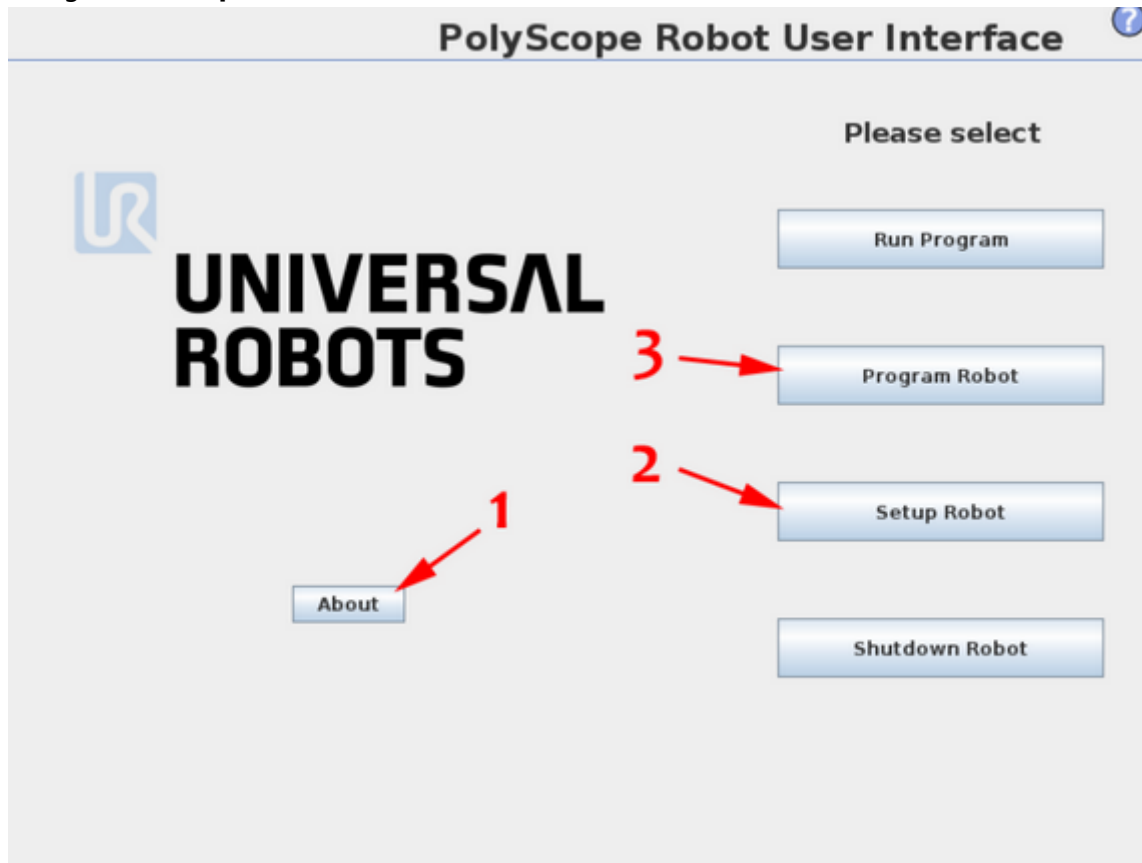 PolyScope Robot User Interface
?
Please select
UR
UNIVERSAL
ROBOTS
Run Program
3
Program Robot
2
Setup Robot
1
About
Shutdown Robot